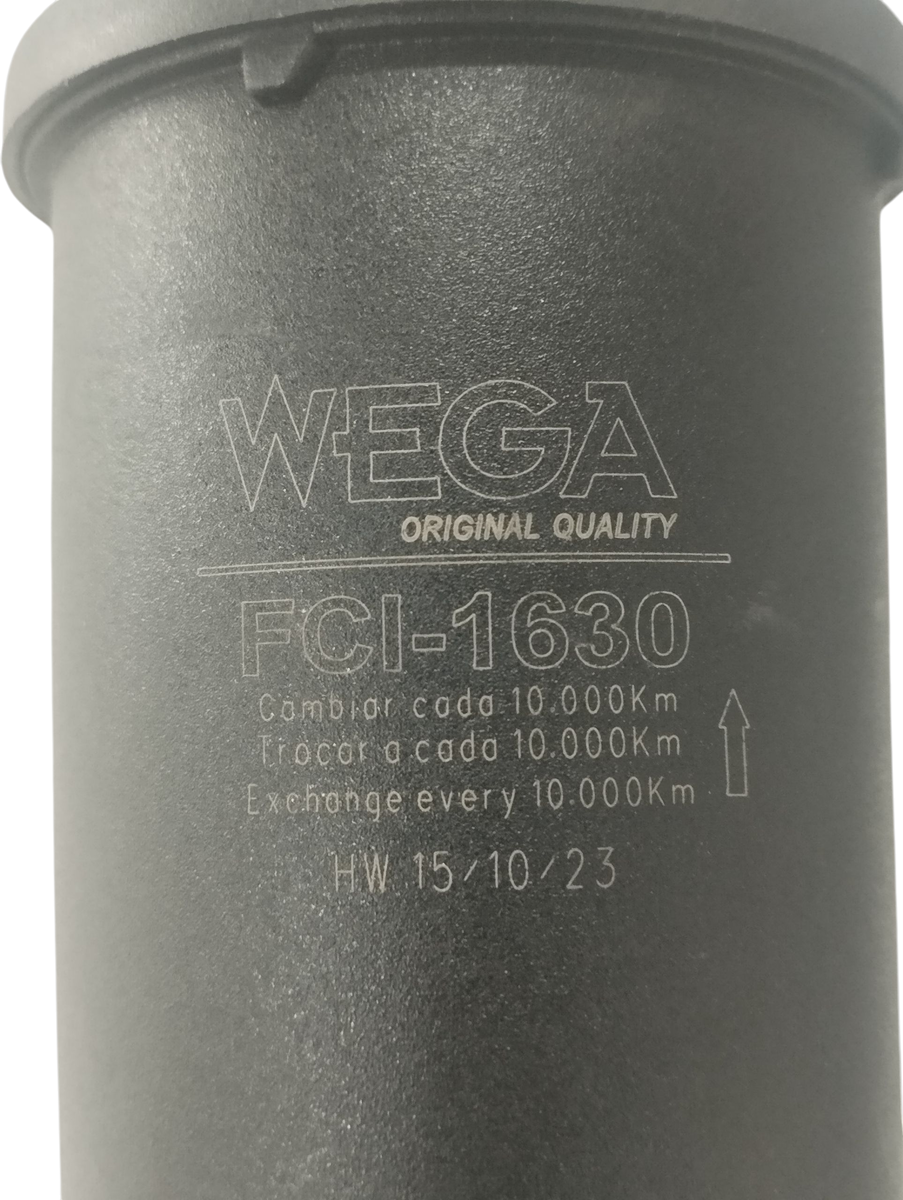 WEGA
ORIGINAL QUALITY
FCI-1630
Cambiar cada 10.000Km
Trocar a cada 10.000Km
Exchange every 10.000Km
HW 15/10/23